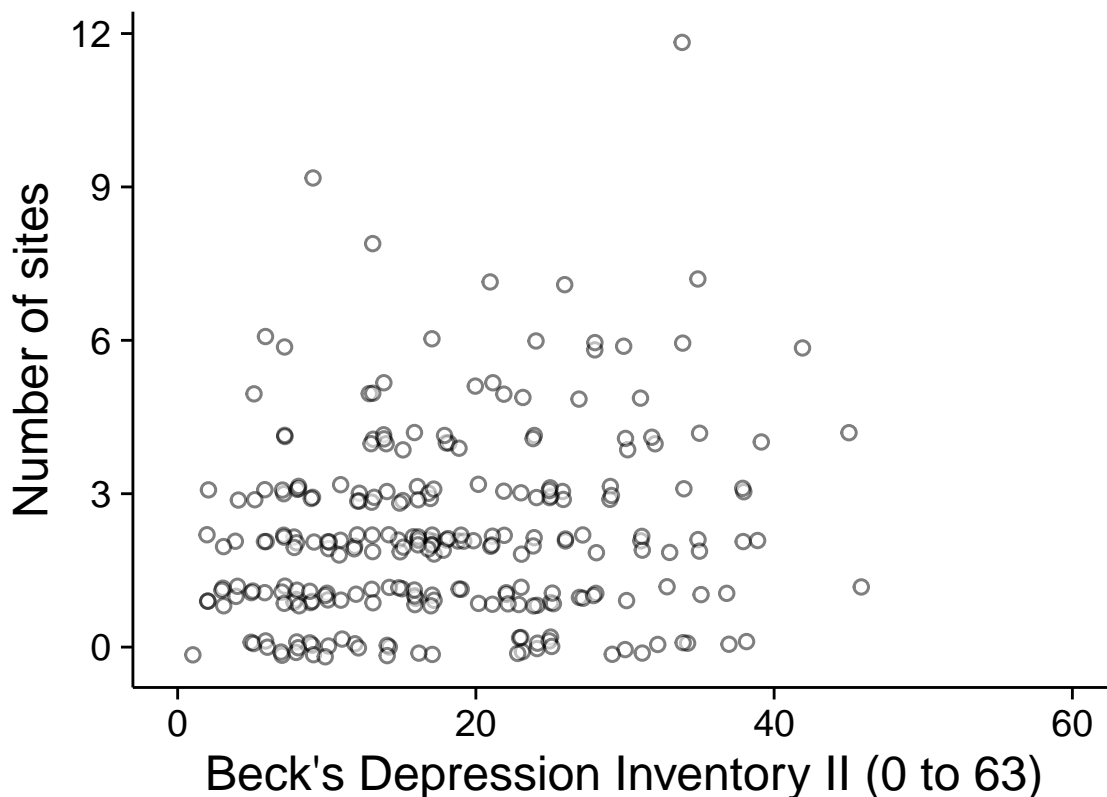 12
9
6
3
0
Number of sites
0 20 40 60
Beck's Depression Inventory II (0 to 63)